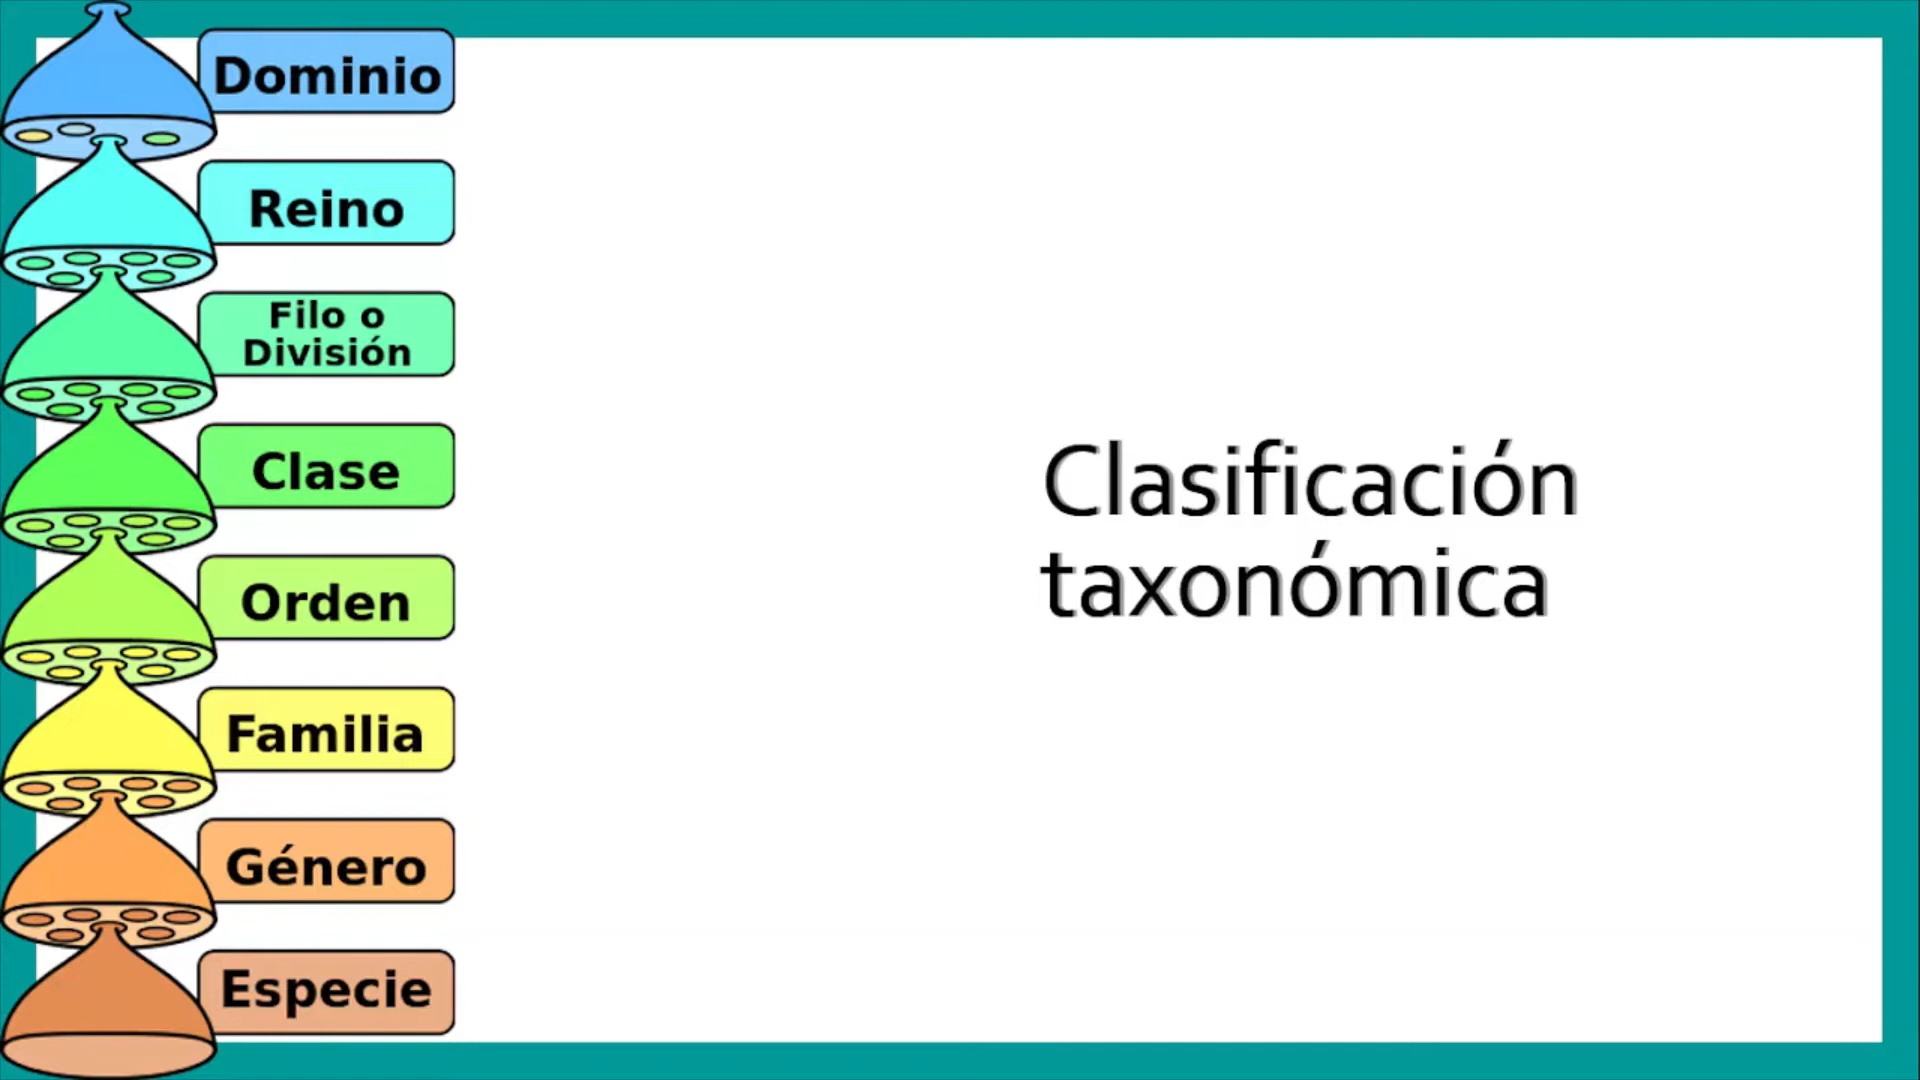 Dominio
Reino
Filo o
División
Clase
Orden
Familia
Género
Especie
Clasificación
taxonómica